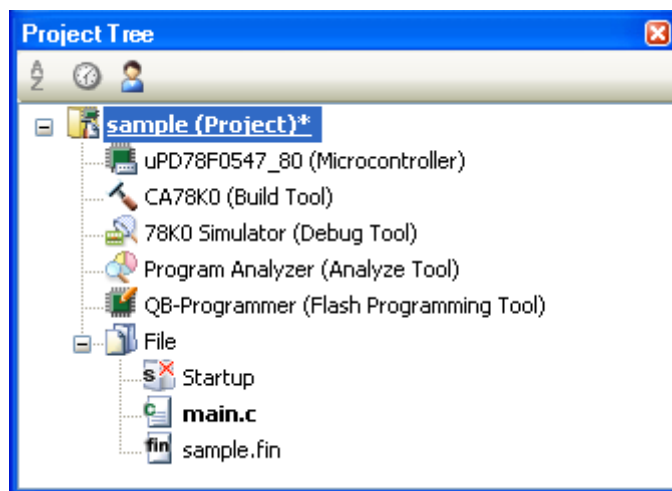 Project Tree
A
Z
sample (Project)*
uPD78F0547_80 (Microcontroller)
CA78K0 (Build Tool)
78K0 Simulator (Debug Tool)
Program Analyzer (Analyze Tool)
QB-Programmer (Flash Programming Tool)
File
S Startup
C main.c
fin sample.fin